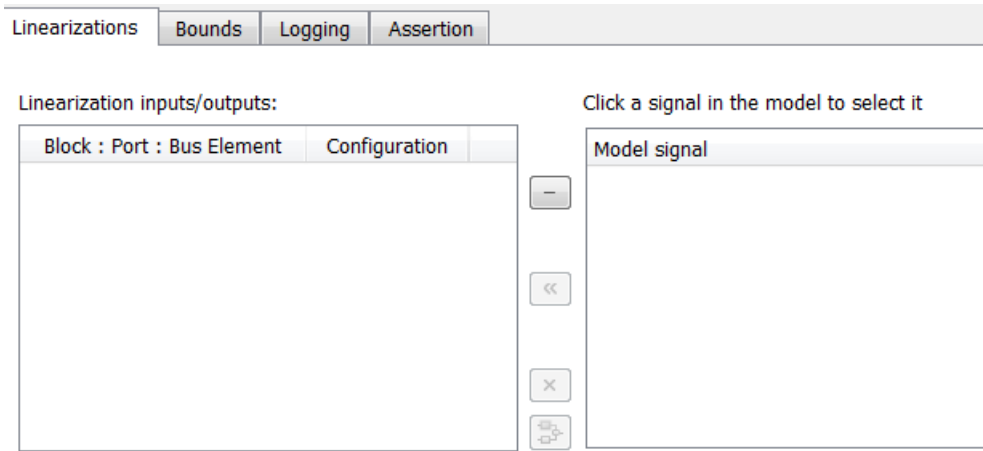 Linearizations Bounds Logging Assertion
Linearization inputs/outputs: Click a signal in the model to select it
Block : Port : Bus Element Configuration Model signal